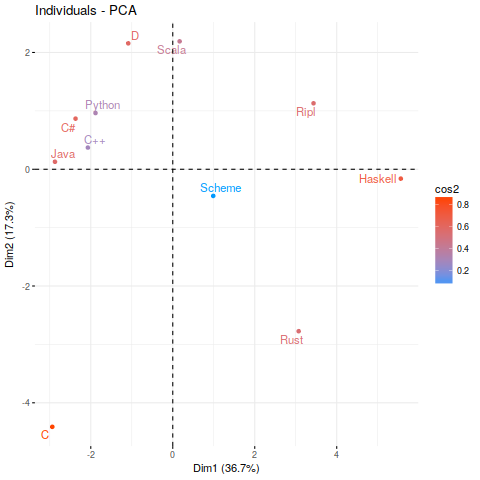 Individuals - PCA
D
Scala
Python
Ripl
C#
C++
Java
Haskell
Scheme
Rust
C
2
0
-2
-4
-2
0
2
4
Dim1 (36.7%)
Dim2 (17.3%)
cos2
0.8
0.6
0.4
0.2